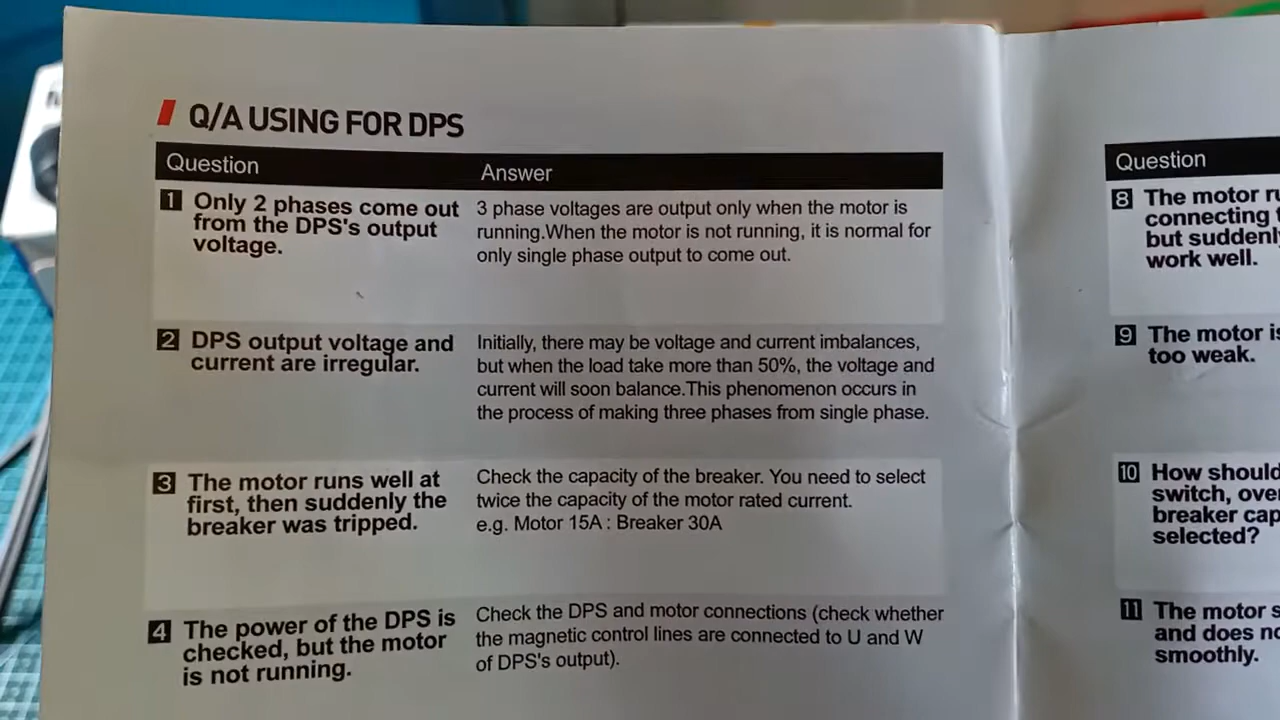 Q/A USING FOR DPS
Question Answer
1 Only 2 phases come out
from the DPS's output
voltage.
3 phase voltages are output only when the motor is
running.When the motor is not running, it is normal for
only single phase output to come out.
2 DPS output voltage and
current are irregular.
Initially, there may be voltage and current imbalances,
but when the load take more than 50%, the voltage and
current will soon balance.This phenomenon occurs in
the process of making three phases from single phase.
3 The motor runs well at
first, then suddenly the
breaker was tripped.
Check the capacity of the breaker. You need to select
twice the capacity of the motor rated current.
e.g. Motor 15A : Breaker 30A
4 The power of the DPS is
checked, but the motor
is not running.
Check the DPS and motor connections (check whether
the magnetic control lines are connected to U and W
of DPS's output).
Question
8 The motor
connecting
but
work well.
9 The motor
too weak.
10 How should
switch,
breaker
selected?
11 The motor
and does
smoothly.